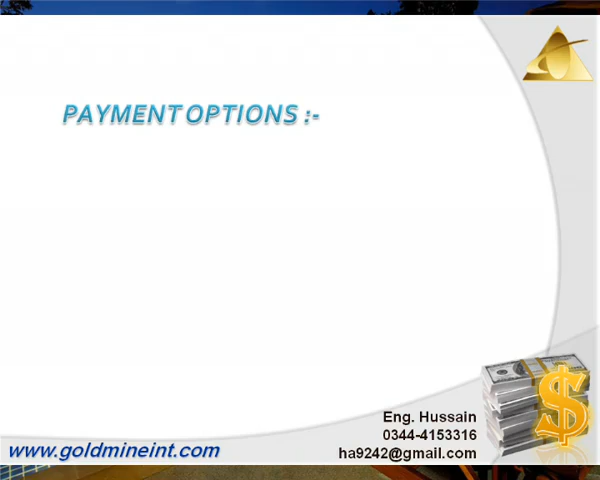 PAYMENT OPTIONS :-
Eng. Hussain
0344-4153316
www.goldmineint.com
ha9242@gmail.com